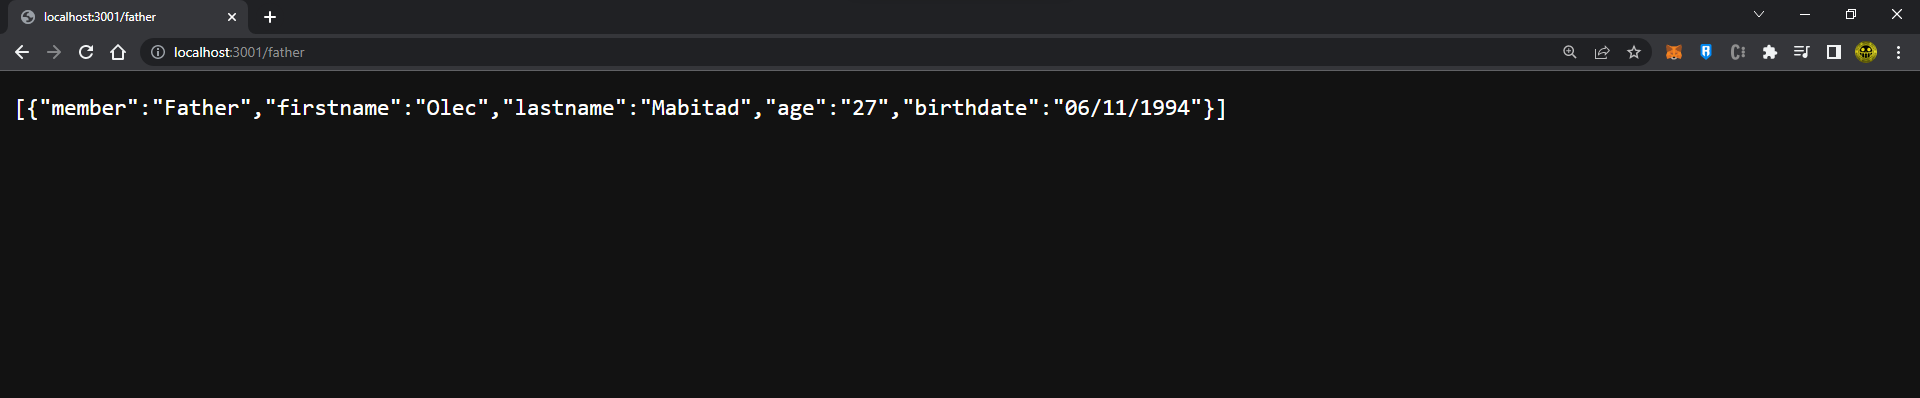 localhost:3001/father
localhost:3001/father
[{"member":"Father","firstname":"Olec","lastname":"Mabitad","age":"27","birthdate":"06/11/1994"}]